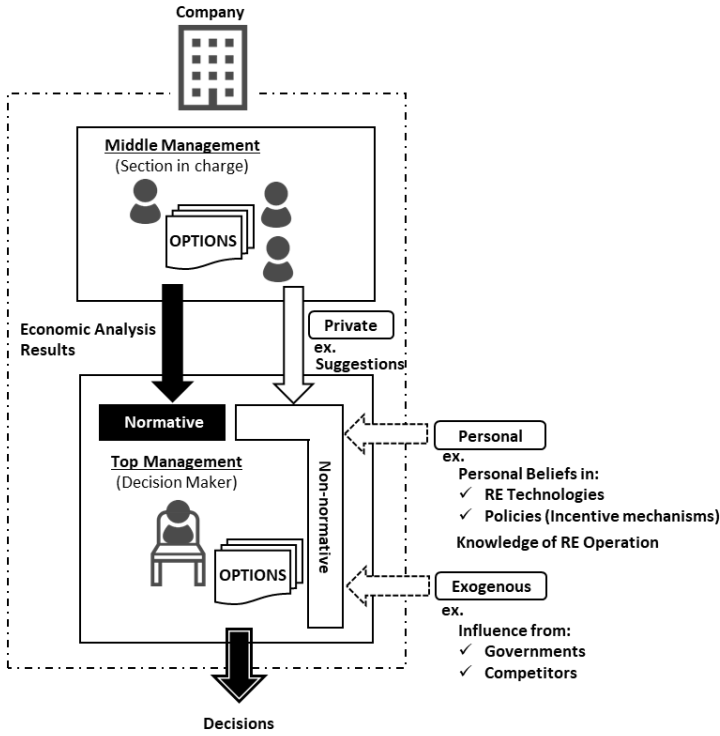 Company
Middle Management
(Section in charge)
OPTIONS
Economic Analysis
Results
Private
ex.
Suggestions
Normative
Non-normative
Top Management
(Decision Maker)
OPTIONS
Personal
ex.
Personal Beliefs in:
✓ RE Technologies
✓ Policies (Incentive mechanisms)
Knowledge of RE Operation
Exogenous
ex.
Influence from:
✓ Governments
✓ Competitors
Decisions